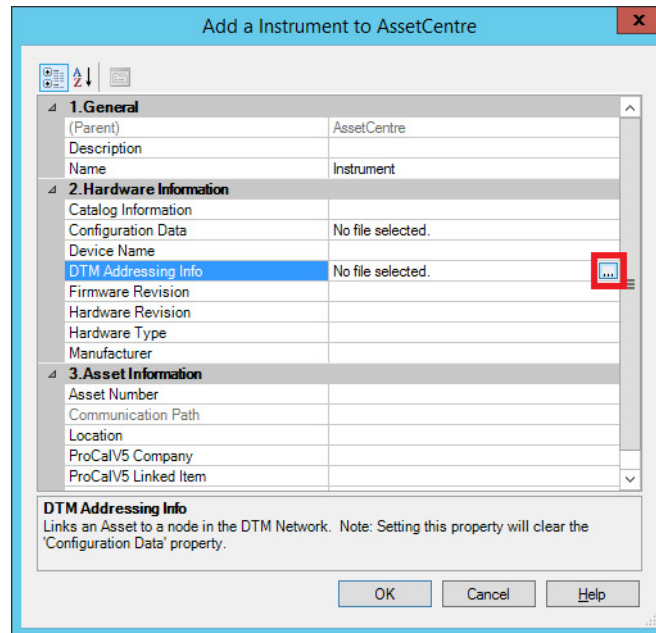 Add a Instrument to AssetCentre
x
A
Z
1.General
(Parent) AssetCentre
Description
Name Instrument
2.Hardware Information
Catalog Information
Configuration Data No file selected.
Device Name
DTM Addressing Info No file selected. ...
Firmware Revision
Hardware Revision
Hardware Type
Manufacturer
3.Asset Information
Asset Number
Communication Path
Location
ProCalV5 Company
ProCalV5 Linked Item
DTM Addressing Info
Links an Asset to a node in the DTM Network. Note: Setting this property will clear the
'Configuration Data' property.
OK Cancel Help